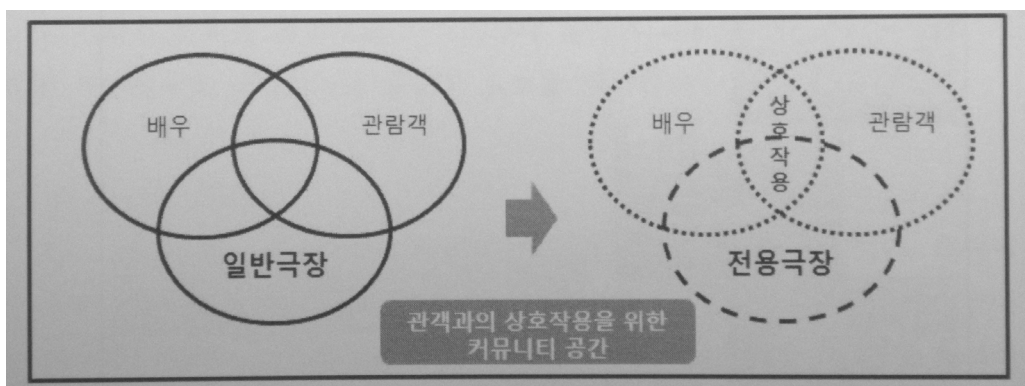 배우
관람객
일반극장
배우
상호작용
관람객
전용극장
관객과의 상호작용을 위한
커뮤니티 공간